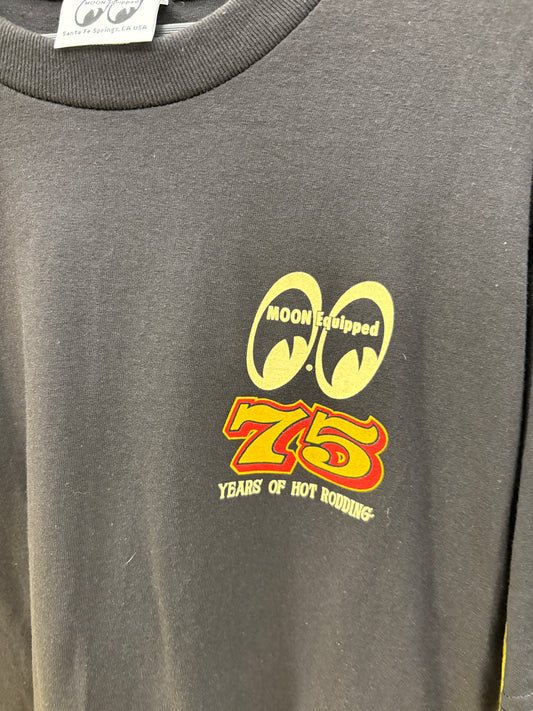 MOON Equipped
Santa Fe Springs, CA USA
MOON Equipped
75
YEARS OF HOT RODDING